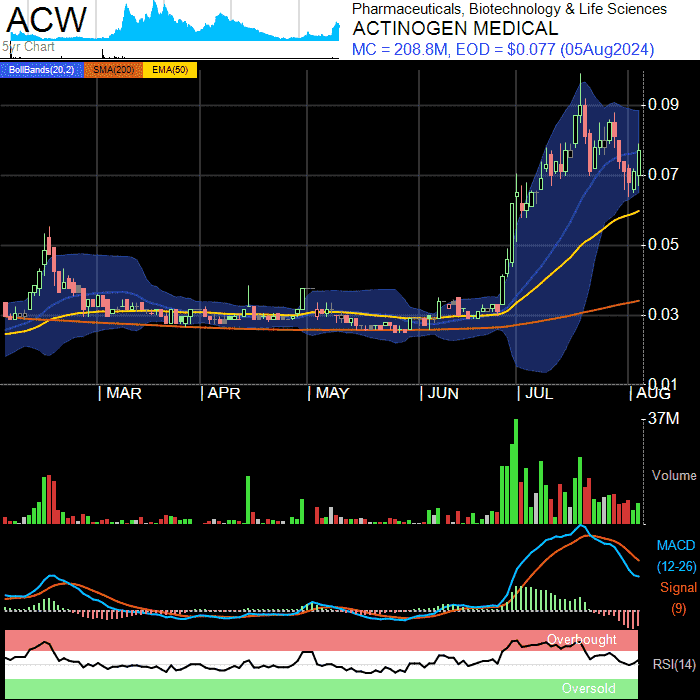 ACW
5yr Chart
Pharmaceuticals, Biotechnology & Life Sciences
ACTINOGEN MEDICAL
MC = 208.8M, EOD = $0.077 (05Aug2024)
BollBands(20,2) SMA(200) EMA(50)
0.09
0.07
0.05
0.03
0.01
MAR APR MAY JUN JUL AUG
37M
Volume
MACD
(12-26)
Signal
(9)
Overbought
RSI(14)
Oversold